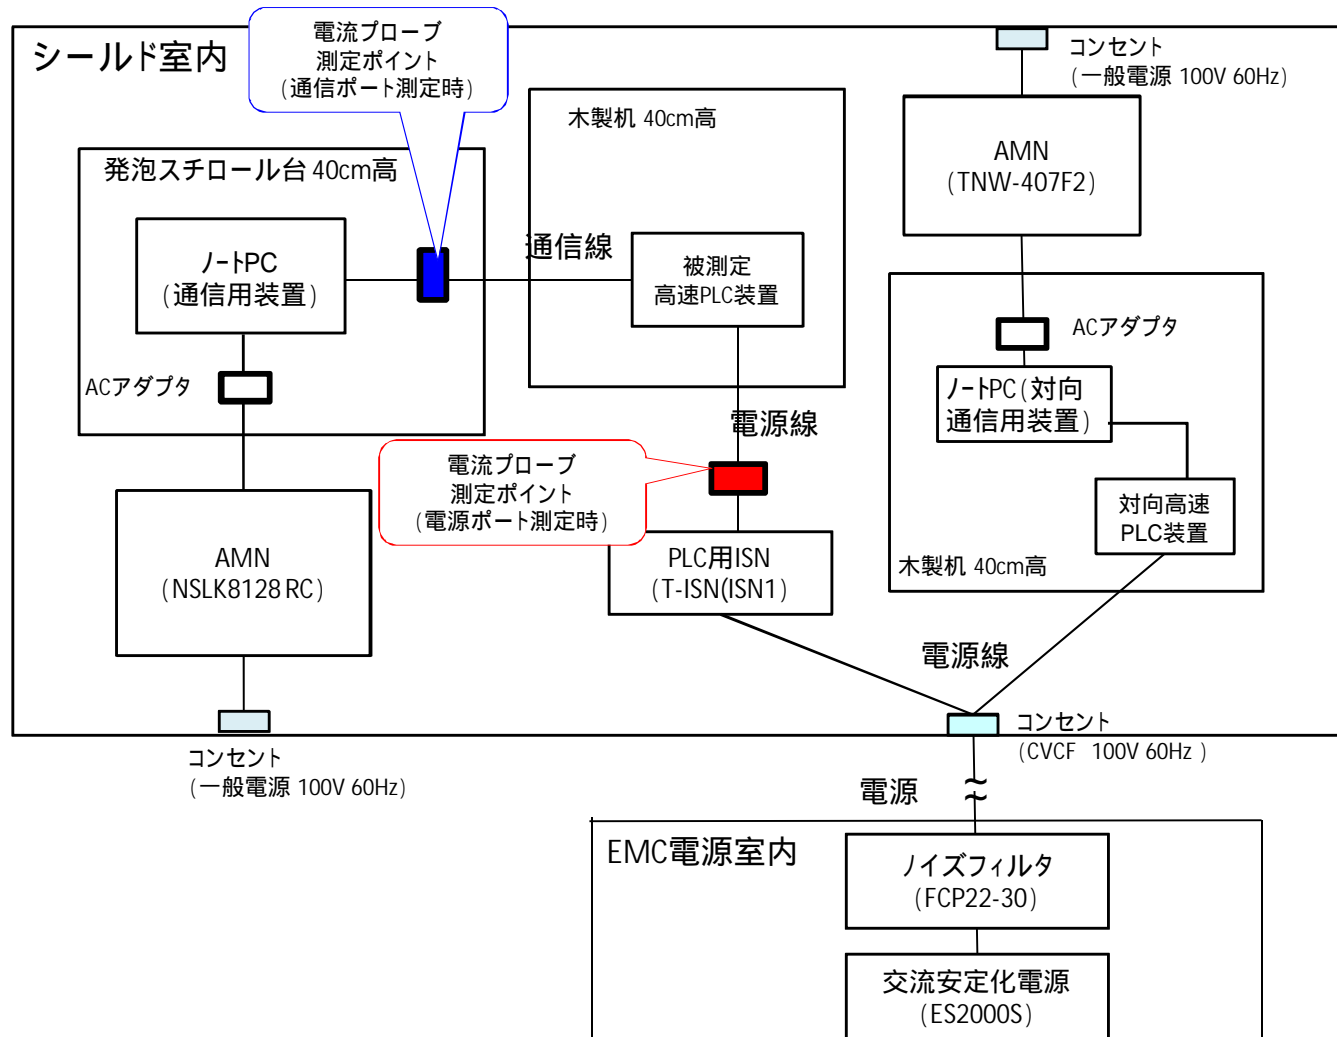 シールド室内
電流プローブ
測定ポイント
(通信ポート測定時)
コンセント
(一般電源 100V 60Hz)
木製机 40cm高
AMN
(TNW-407F2)
発泡スチロール台 40cm高
ノートPC
(通信用装置)
通信線
被測定
高速PLC装置
ACアダプタ
ACアダプタ
ノートPC(対向
通信用装置)
電源線
電流プローブ
測定ポイント
(電源ポート測定時)
対向高速
PLC装置
木製机 40cm高
AMN
(NSLK8128 RC)
PLC用ISN
(T-ISN(ISN1)
電源線
コンセント
(CVCF 100V 60Hz )
コンセント
(一般電源 100V 60Hz)
電源
EMC電源室内
ノイズフィルタ
(FCP22-30)
交流安定化電源
(ES2000S)